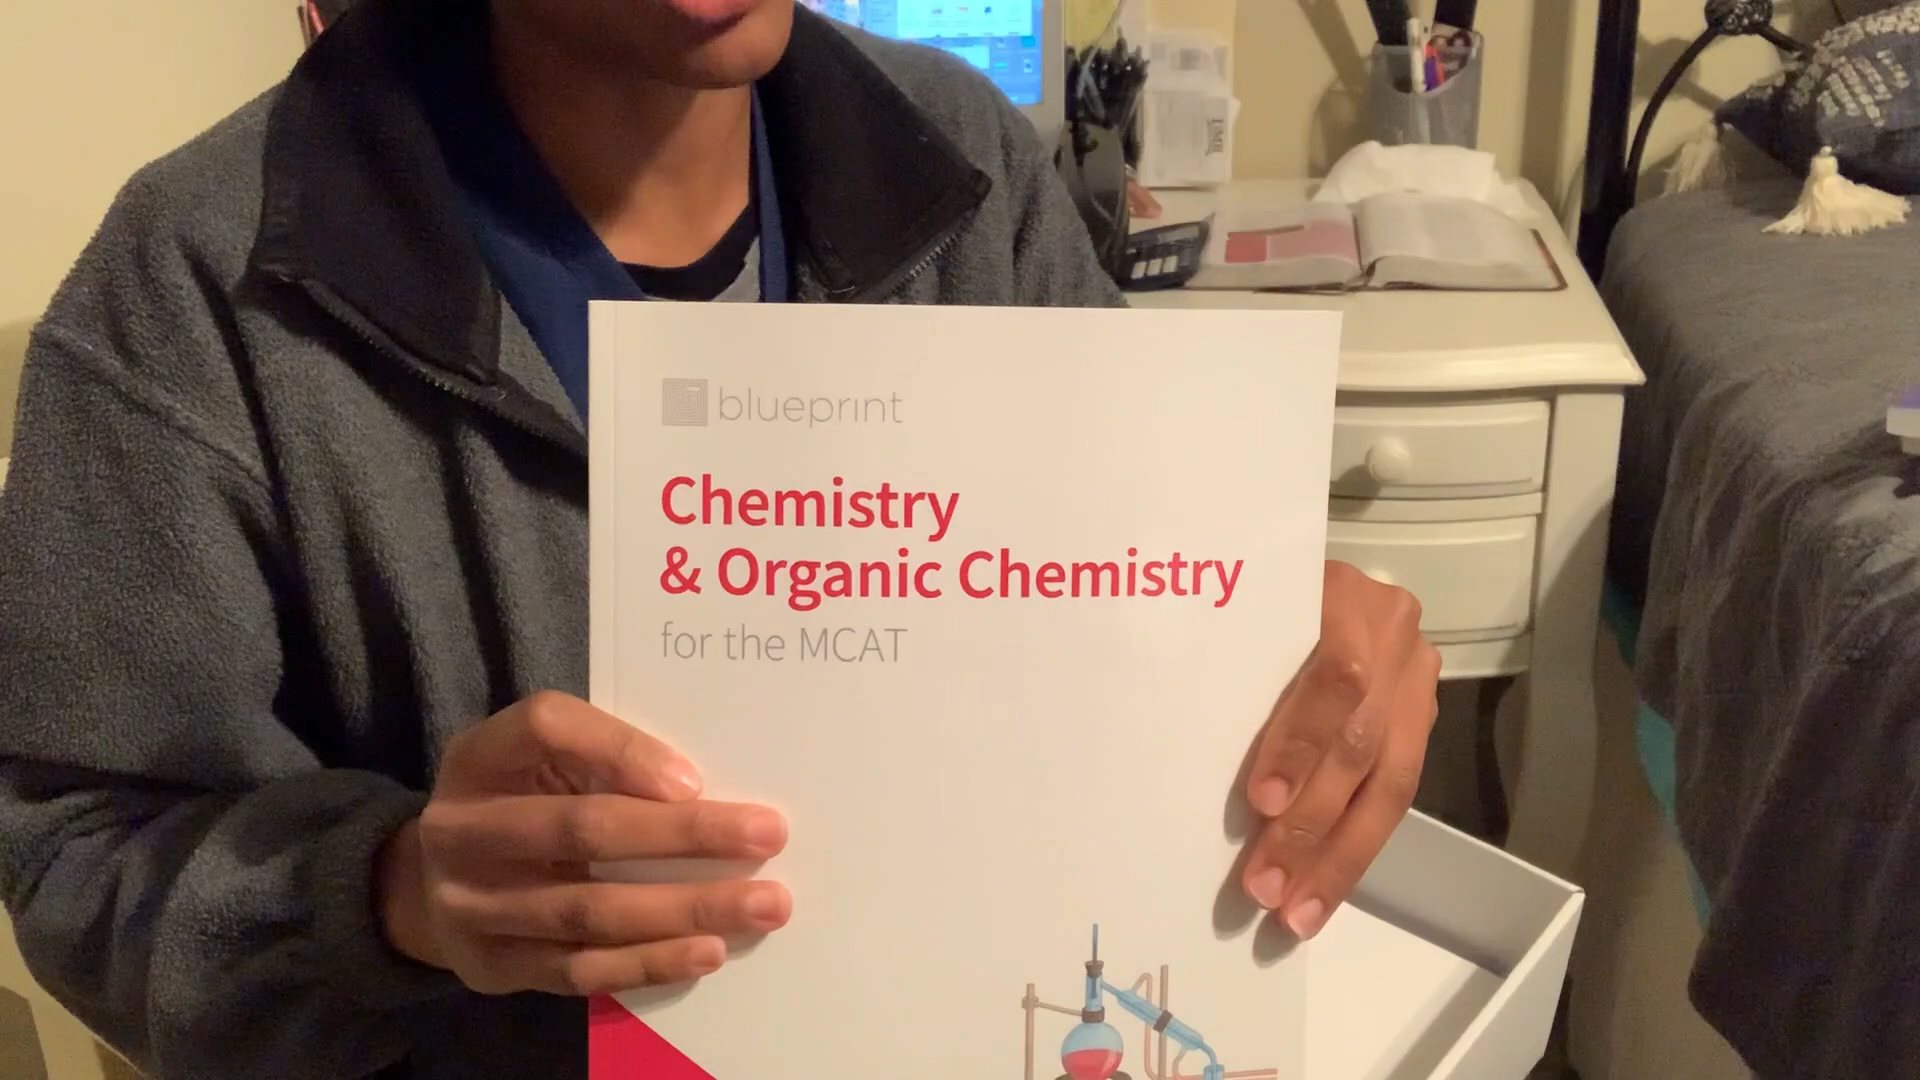 blueprint
Chemistry
& Organic Chemistry
for the MCAT